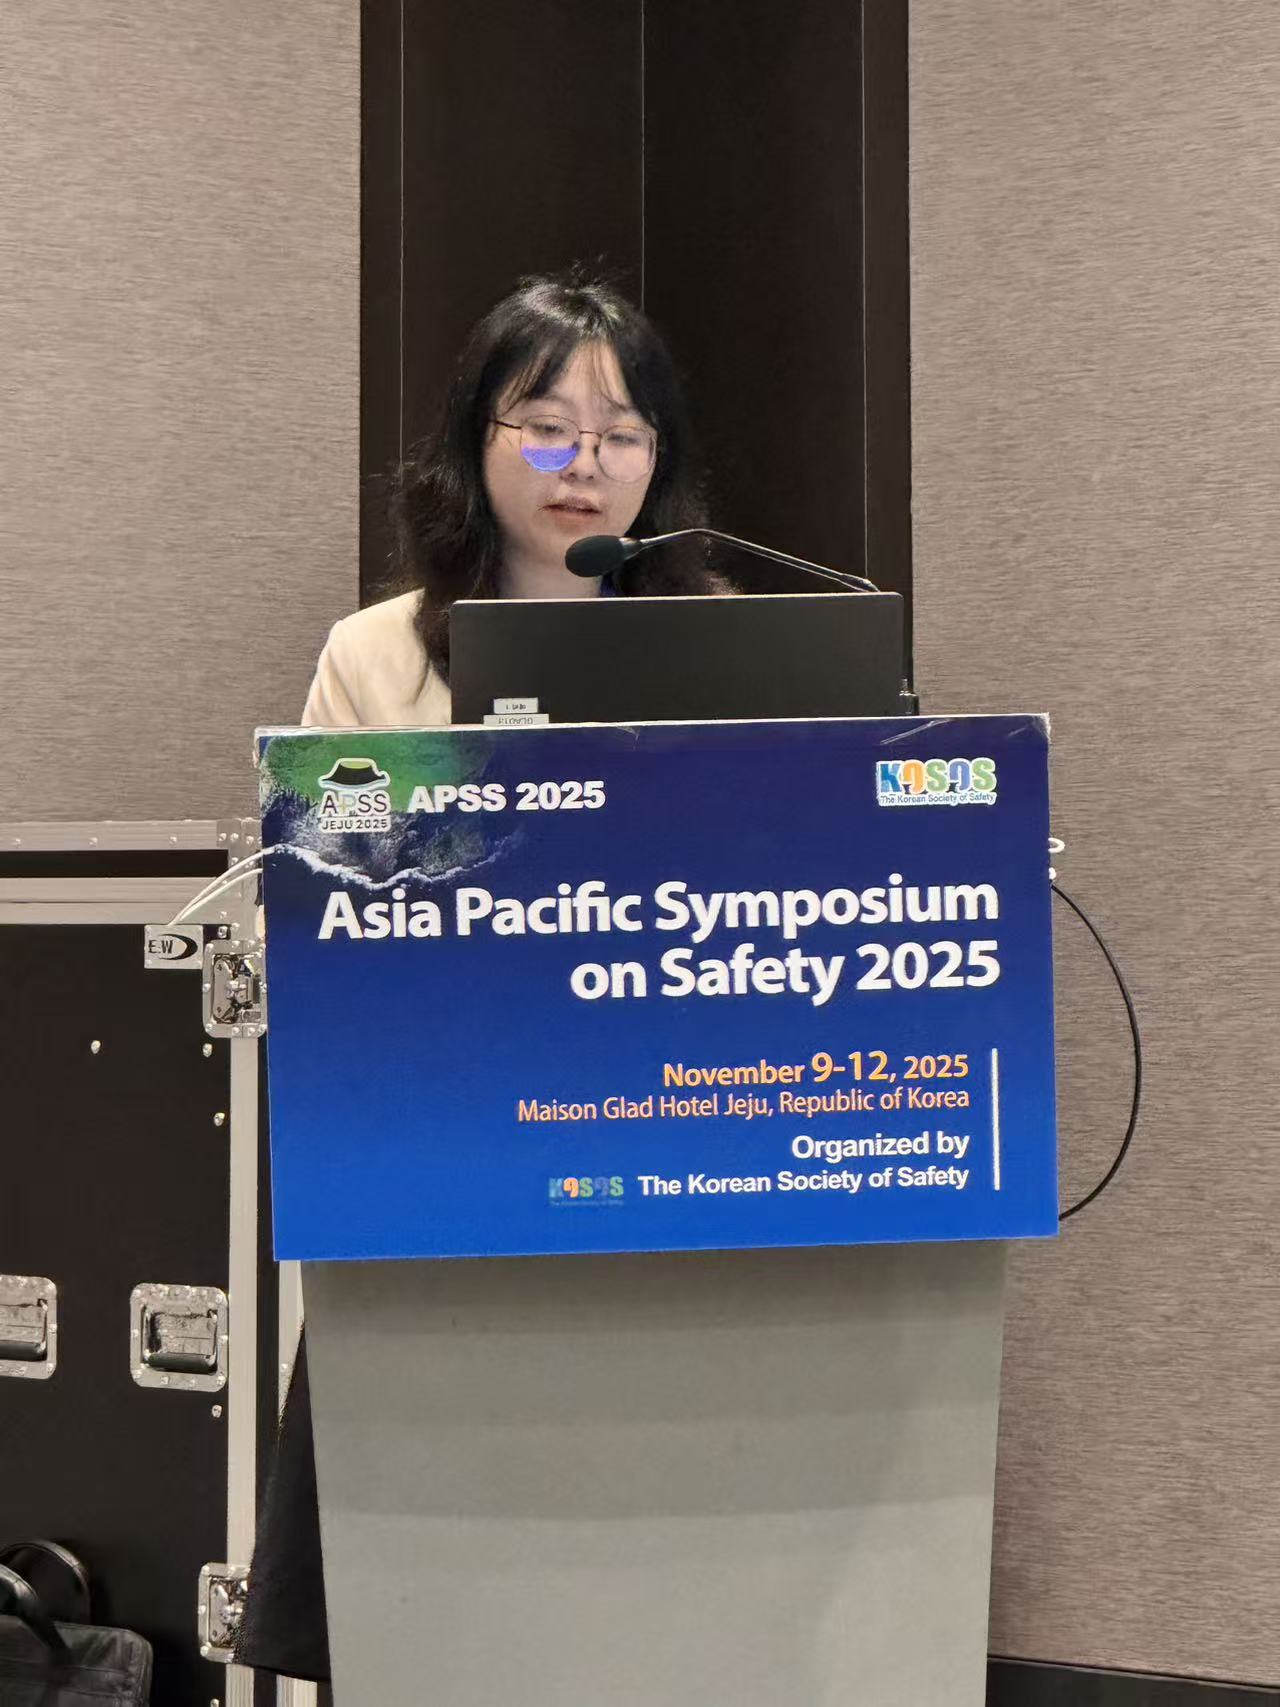 APSS
JEJU 2025
APSS 2025
KOSOS
The Korean Society of Safety
Asia Pacific Symposium
on Safety 2025
November 9-12, 2025
Maison Glad Hotel Jeju, Republic of Korea
Organized by
KOSOS
The Korean Society of Safety
E.W